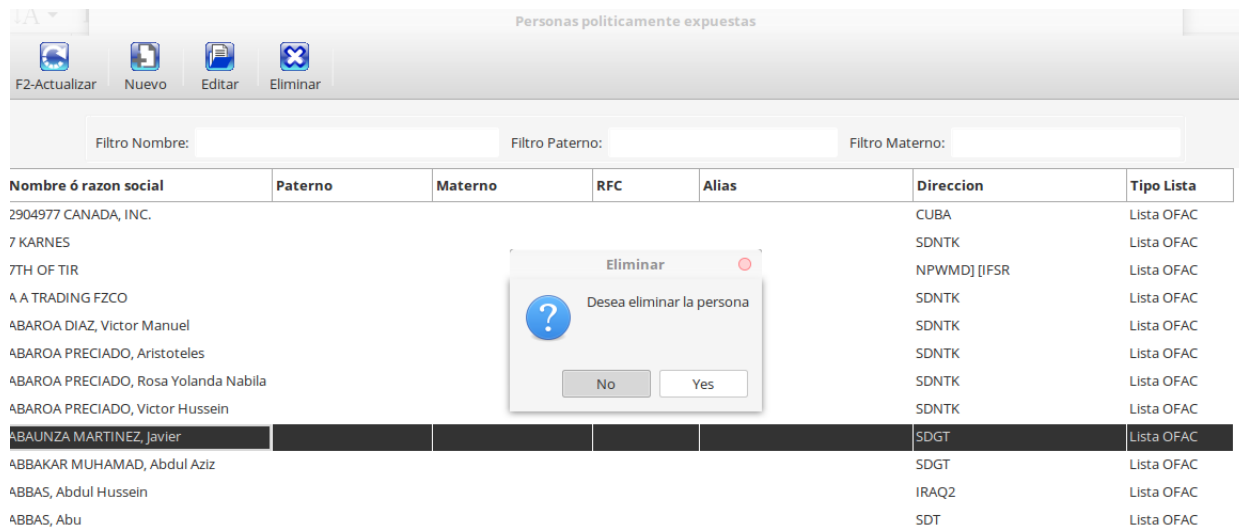 Personas politicamente expuestas
F2-Actualizar Nuevo Editar Eliminar
Filtro Nombre: Filtro Paterno: Filtro Materno:
Nombre ó razon social Paterno Materno RFC Alias Direccion Tipo Lista
2904977 CANADA, INC. CUBA Lista OFAC
7 KARNES SDNTK Lista OFAC
7TH OF TIR NPWMD] [IFSR Lista OFAC
A A TRADING FZCO SDNTK Lista OFAC
ABAROA DIAZ, Victor Manuel SDNTK Lista OFAC
ABAROA PRECIADO, Aristoteles SDNTK Lista OFAC
ABAROA PRECIADO, Rosa Yolanda Nabila SDNTK Lista OFAC
ABAROA PRECIADO, Victor Hussein SDNTK Lista OFAC
ABAUNZA MARTINEZ, Javier SDGT Lista OFAC
ABBAKAR MUHAMAD, Abdul Aziz SDGT Lista OFAC
ABBAS, Abdul Hussein IRAQ2 Lista OFAC
ABBAS, Abu SDT Lista OFAC
Eliminar
Desea eliminar la persona
No Yes